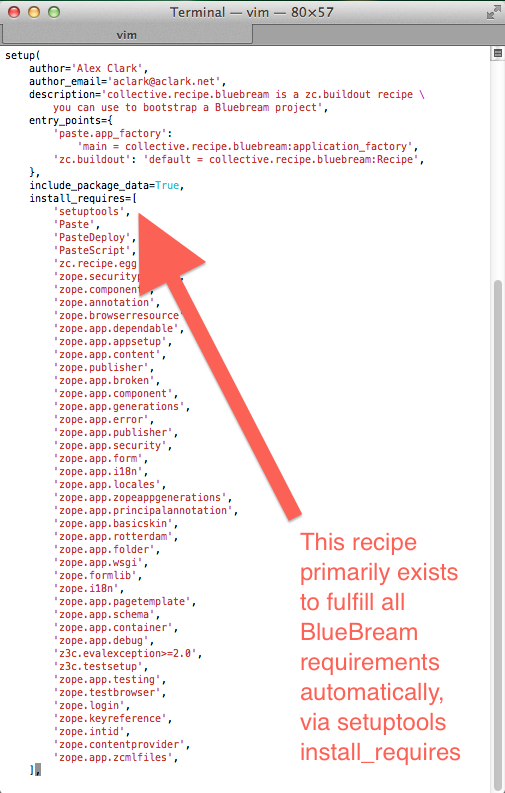 Terminal — vim — 80×57
vim
setup(
    author='Alex Clark',
    author_email='aclark@aclark.net',
    description='collective.recipe.bluebream is a zc.buildout recipe \
        you can use to bootstrap a Bluebream project',
    entry_points={
        'paste.app_factory':
            'main = collective.recipe.bluebream:application_factory',
        'zc.buildout': 'default = collective.recipe.bluebream:Recipe',
    },
    include_package_data=True,
    install_requires=[
        'setuptools',
        'Paste',
        'PasteDeploy',
        'PasteScript',
        'zc.recipe.egg
        'zope.securityp
        'zope.component
        'zope.annotation',
        'zope.browserresource'
        'zope.app.dependable',
        'zope.app.appsetup',
        'zope.app.content',
        'zope.publisher',
        'zope.app.broken',
        'zope.app.component',
        'zope.app.generations',
        'zope.app.error',
        'zope.app.publisher',
        'zope.app.security',
        'zope.app.form',
        'zope.app.i18n',
        'zope.app.locales',
        'zope.app.zopeappgenerations',
        'zope.app.principalannotation',
        'zope.app.basicskin',
        'zope.app.rotterdam',
        'zope.app.folder',
        'zope.app.wsgi',
        'zope.formlib',
        'zope.i18n',
        'zope.app.pagetemplate',
        'zope.app.schema',
        'zope.app.container',
        'zope.app.debug',
        'z3c.evalexception>=2.0',
        'z3c.testsetup',
        'zope.app.testing',
        'zope.testbrowser',
        'zope.login',
        'zope.keyreference',
        'zope.intid',
        'zope.contentprovider',
        'zope.app.zcmlfiles',
    ],
This recipe
primarily exists
to fulfill all
BlueBream
requirements
automatically,
via setuptools
install_requires